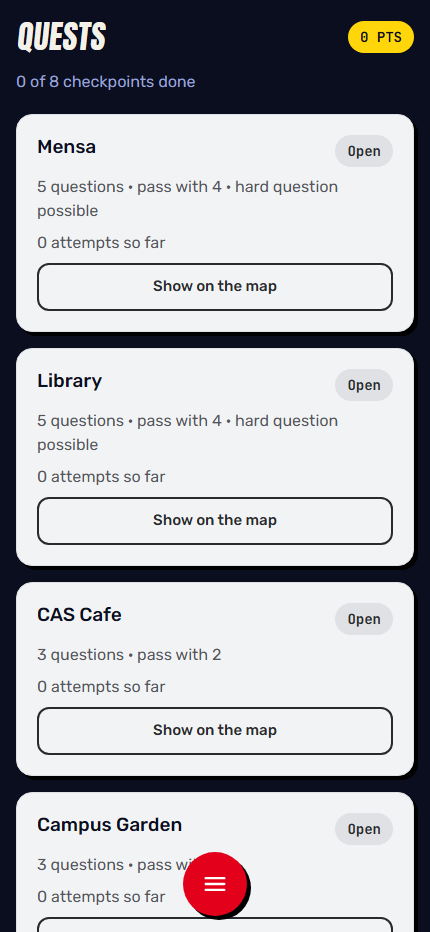 QUESTS
0 PTS
0 of 8 checkpoints done
Mensa
Open
5 questions • pass with 4 • hard question
possible
0 attempts so far
Show on the map
Library
Open
5 questions • pass with 4 • hard question
possible
0 attempts so far
Show on the map
CAS Cafe
Open
3 questions • pass with 2
0 attempts so far
Show on the map
Campus Garden
Open
3 questions • pass
0 attempts so far